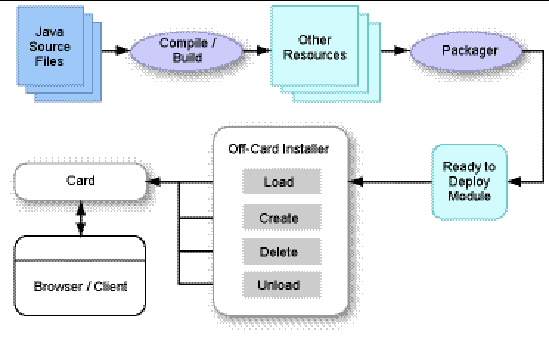 Java
Source
Files
Compile /
Build
Other
Resources
Packager
Off-Card Installer
Load
Create
Delete
Unload
Ready to
Deploy
Module
Card
Browser / Client